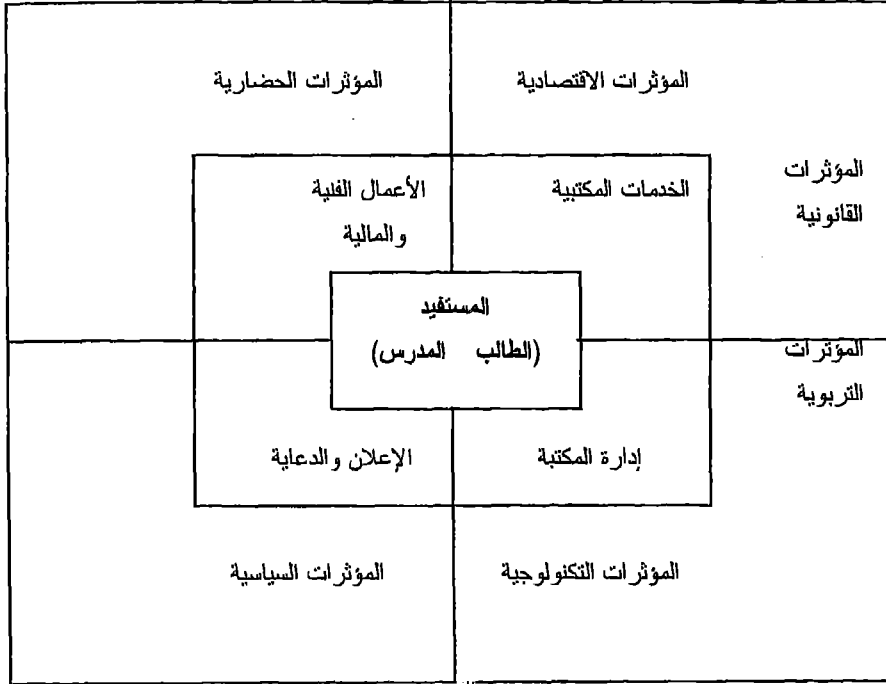 المؤثرات الاقتصادية
المؤثرات الحضارية
المؤثرات
القانونية
الخدمات المكتبية
الأعمال الفنية
والمالية
المستفيد
(الطالب المدرس)
المؤثرات
التربوية
إدارة المكتبة
الإعلان والدعاية
المؤثرات التكنولوجية
المؤثرات السياسية